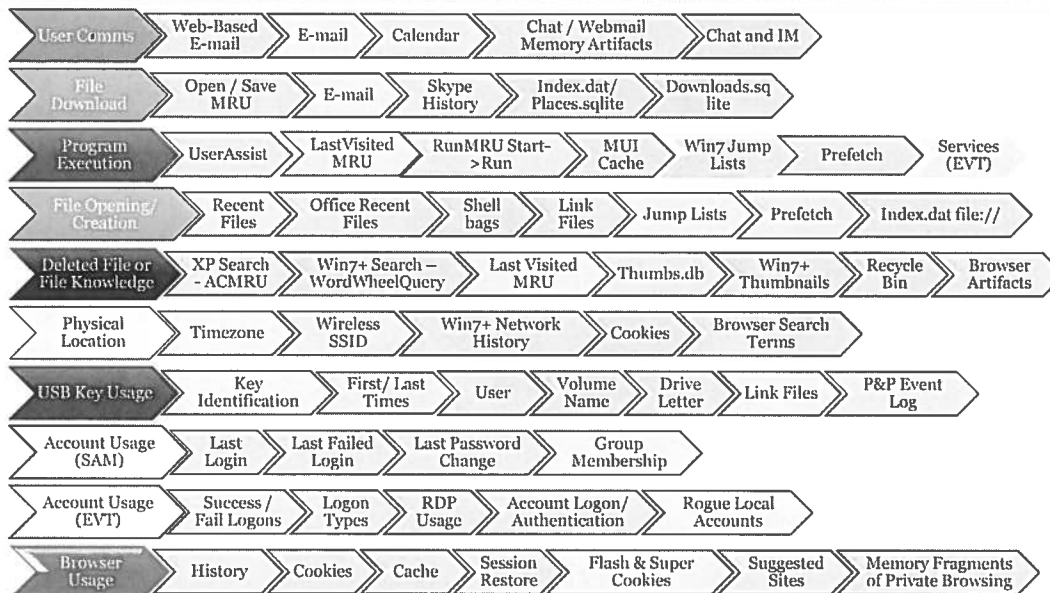 User Comms
Web-Based
E-mail
E-mail
Calendar
Chat / Webmail
Memory Artifacts
Chat and IM
File
Download
Open / Save
MRU
E-mail
Skype
History
Index.dat/
Places.sqlite
Downloads.sq
lite
Program
Execution
UserAssist
LastVisited
MRU
RunMRU Start-
>Run
MUI
Cache
Win7 Jump
Lists
Prefetch
Services
(EVT)
File Opening/
Creation
Recent
Files
Office Recent
Files
Shell
bags
Link
Files
Jump Lists
Prefetch
Index.dat file://
Deleted File or
File Knowledge
XP Search
- ACMRU
Win7+ Search –
WordWheelQuery
Last Visited
MRU
Thumbs.db
Win7+
Thumbnails
Recycle
Bin
Browser
Artifacts
Physical
Location
Timezone
Wireless
SSID
Win7+ Network
History
Cookies
Browser Search
Terms
USB Key Usage
Key
Identification
First/ Last
Times
User
Volume
Name
Drive
Letter
Link Files
P&P Event
Log
Account Usage
(SAM)
Last
Login
Last Failed
Login
Last Password
Change
Group
Membership
Account Usage
(EVT)
Success /
Fail Logons
Logon
Types
RDP
Usage
Account Logon/
Authentication
Rogue Local
Accounts
Browser
Usage
History
Cookies
Cache
Session
Restore
Flash & Super
Cookies
Suggested
Sites
Memory Fragments
of Private Browsing